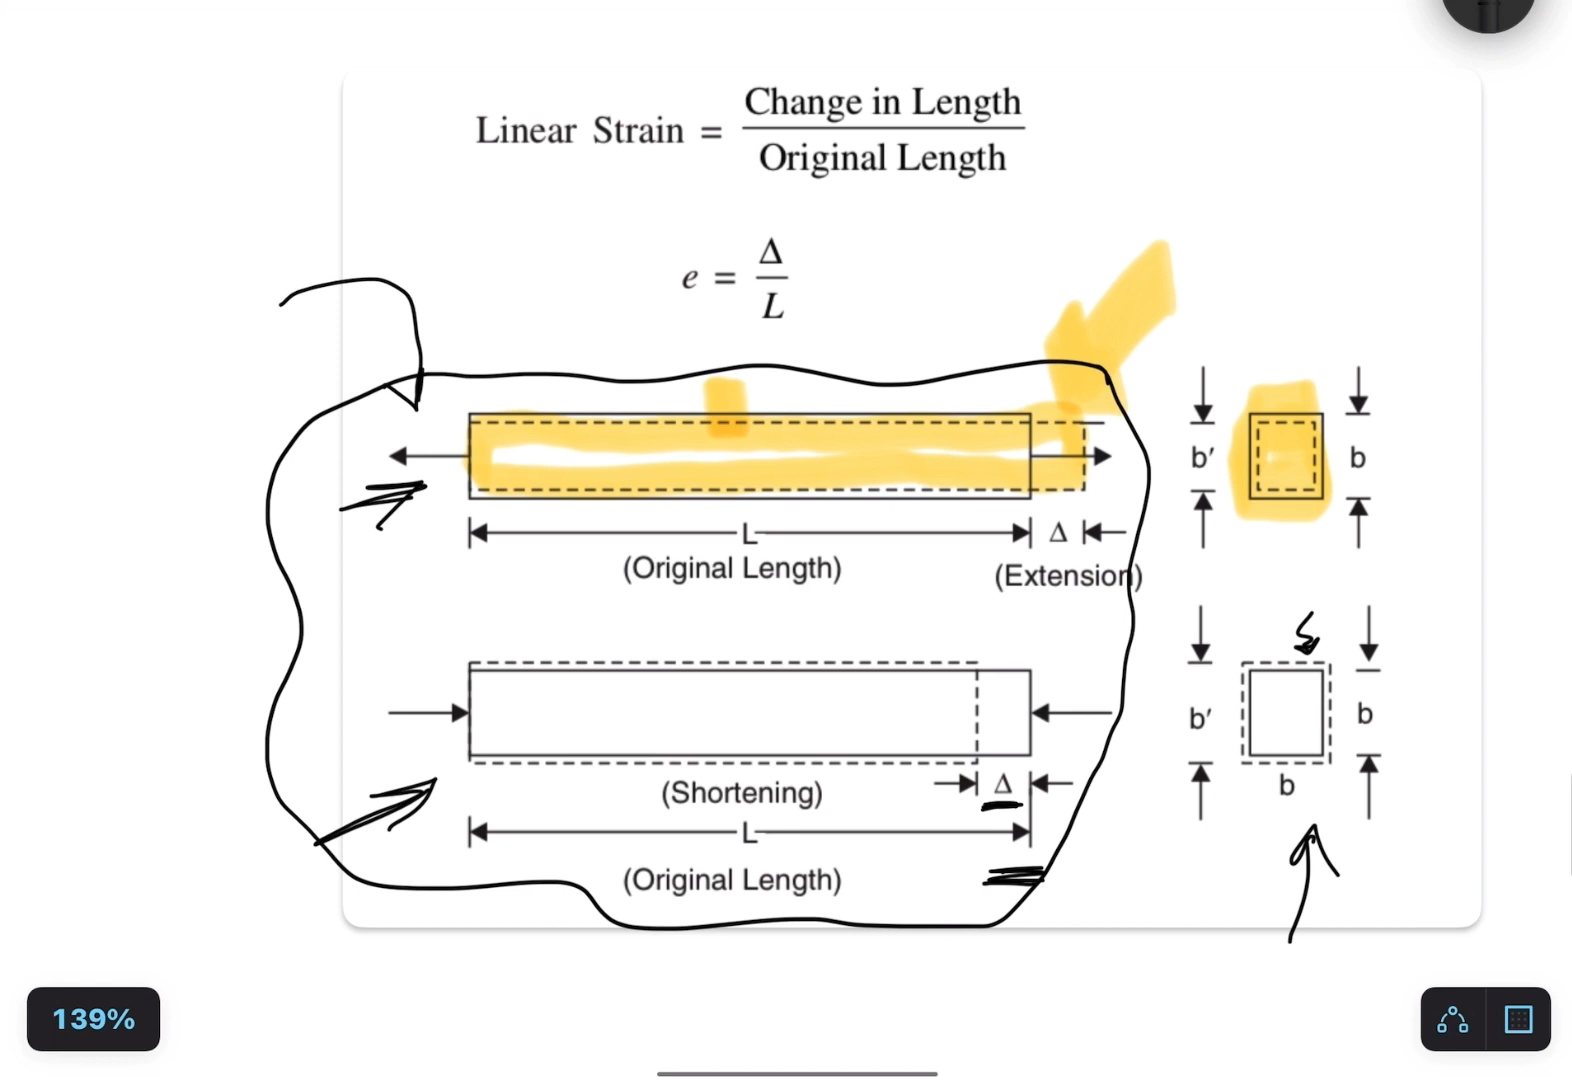 Linear Strain = Change in Length / Original Length
e = Δ / L
b′
b
L
Δ
(Original Length)
(Extension)
b′
b
(Shortening)
Δ
b
L
(Original Length)
139%